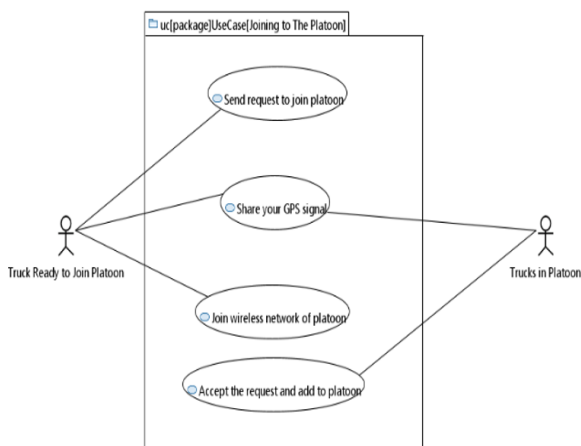 uc[package]UseCase[Joining to The Platoon]
Send request to join platoon
Share your GPS signal
Truck Ready to Join Platoon
Trucks in Platoon
Join wireless network of platoon
Accept the request and add to platoon